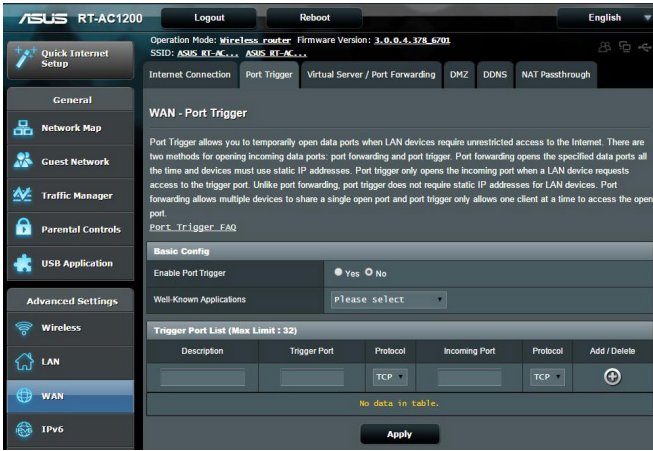 ASUS RT-AC1200 Logout Reboot English
Quick Internet Setup
General
Network Map
Guest Network
Traffic Manager
Parental Controls
USB Application
Advanced Settings
Wireless
LAN
WAN
IPv6
Operation Mode: Wireless router Firmware Version: 3.0.0.4.378_6701
SSID: ASUS RT-AC... ASUS RT-AC...
Internet Connection Port Trigger Virtual Server / Port Forwarding DMZ DDNS NAT Passthrough
WAN - Port Trigger
Port Trigger allows you to temporarily open data ports when LAN devices require unrestricted access to the Internet. There are
two methods for opening incoming data ports: port forwarding and port trigger. Port forwarding opens the specified data ports all
the time and devices must use static IP addresses. Port trigger only opens the incoming port when a LAN device requests
access to the trigger port. Unlike port forwarding, port trigger does not require static IP addresses for LAN devices. Port
forwarding allows multiple devices to share a single open port and port trigger only allows one client at a time to access the open
port.
Port Trigger FAQ
Basic Config
Enable Port Trigger Yes No
Well-Known Applications Please select
Trigger Port List (Max Limit : 32)
Description Trigger Port Protocol Incoming Port Protocol Add / Delete
TCP TCP
No data in table.
Apply